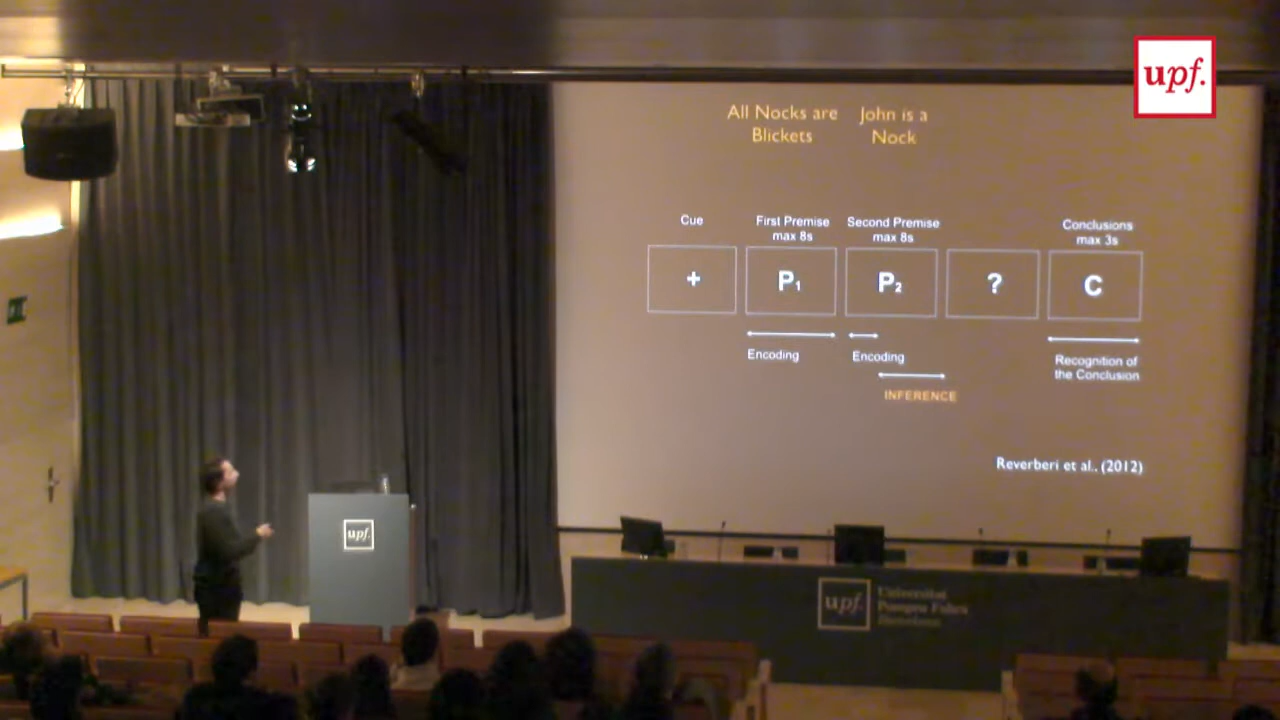 upf.
All Nocks are
Blickets
John is a
Nock
Cue
First Premise
max 8s
Second Premise
max 8s
Conclusions
max 3s
+
P1
P2
?
C
Encoding
Encoding
INFERENCE
Recognition of
the Conclusion
Reverberi et al., (2012)
upf.
upf.
Universitat
Pompeu Fabra
Barcelona